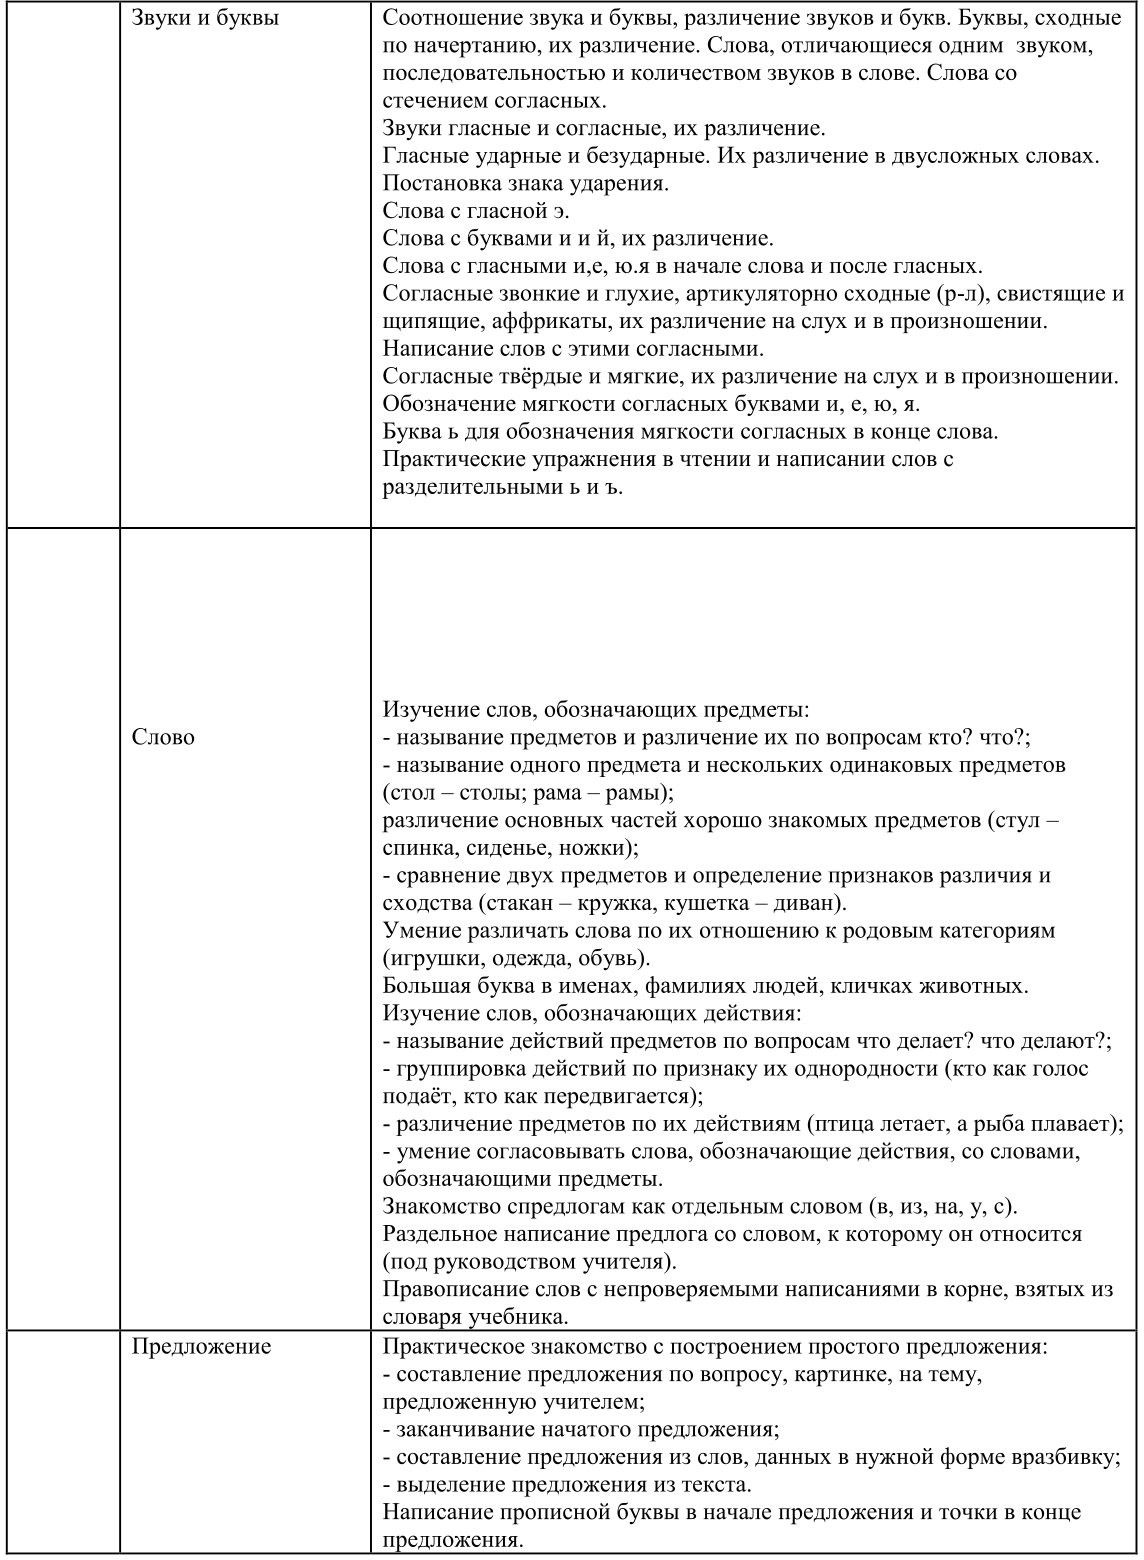 Звуки и буквы
Соотношение звука и буквы, различение звуков и букв. Буквы, сходные
по начертанию, их различение. Слова, отличающиеся одним  звуком,
последовательностью и количеством звуков в слове. Слова со
стечением согласных.
Звуки гласные и согласные, их различение.
Гласные ударные и безударные. Их различение в двусложных словах.
Постановка знака ударения.
Слова с гласной э.
Слова с буквами и и й, их различение.
Слова с гласными и,е, ю.я в начале слова и после гласных.
Согласные звонкие и глухие, артикуляторно сходные (р-л), свистящие и
щипящие, аффрикаты, их различение на слух и в произношении.
Написание слов с этими согласными.
Согласные твёрдые и мягкие, их различение на слух и в произношении.
Обозначение мягкости согласных буквами и, е, ю, я.
Буква ь для обозначения мягкости согласных в конце слова.
Практические упражнения в чтении и написании слов с
разделительными ь и ъ.
Слово
Изучение слов, обозначающих предметы:
- называние предметов и различение их по вопросам кто? что?;
- называние одного предмета и нескольких одинаковых предметов
(стол – столы; рама – рамы);
различение основных частей хорошо знакомых предметов (стул –
спинка, сиденье, ножки);
- сравнение двух предметов и определение признаков различия и
сходства (стакан – кружка, кушетка – диван).
Умение различать слова по их отношению к родовым категориям
(игрушки, одежда, обувь).
Большая буква в именах, фамилиях людей, кличках животных.
Изучение слов, обозначающих действия:
- называние действий предметов по вопросам что делает? что делают?;
- группировка действий по признаку их однородности (кто как голос
подаёт, кто как передвигается);
- различение предметов по их действиям (птица летает, а рыба плавает);
- умение согласовывать слова, обозначающие действия, со словами,
обозначающими предметы.
Знакомство спредлогам как отдельным словом (в, из, на, у, с).
Раздельное написание предлога со словом, к которому он относится
(под руководством учителя).
Правописание слов с непроверяемыми написаниями в корне, взятых из
словаря учебника.
Предложение
Практическое знакомство с построением простого предложения:
- составление предложения по вопросу, картинке, на тему,
предложенную учителем;
- заканчивание начатого предложения;
- составление предложения из слов, данных в нужной форме вразбивку;
- выделение предложения из текста.
Написание прописной буквы в начале предложения и точки в конце
предложения.